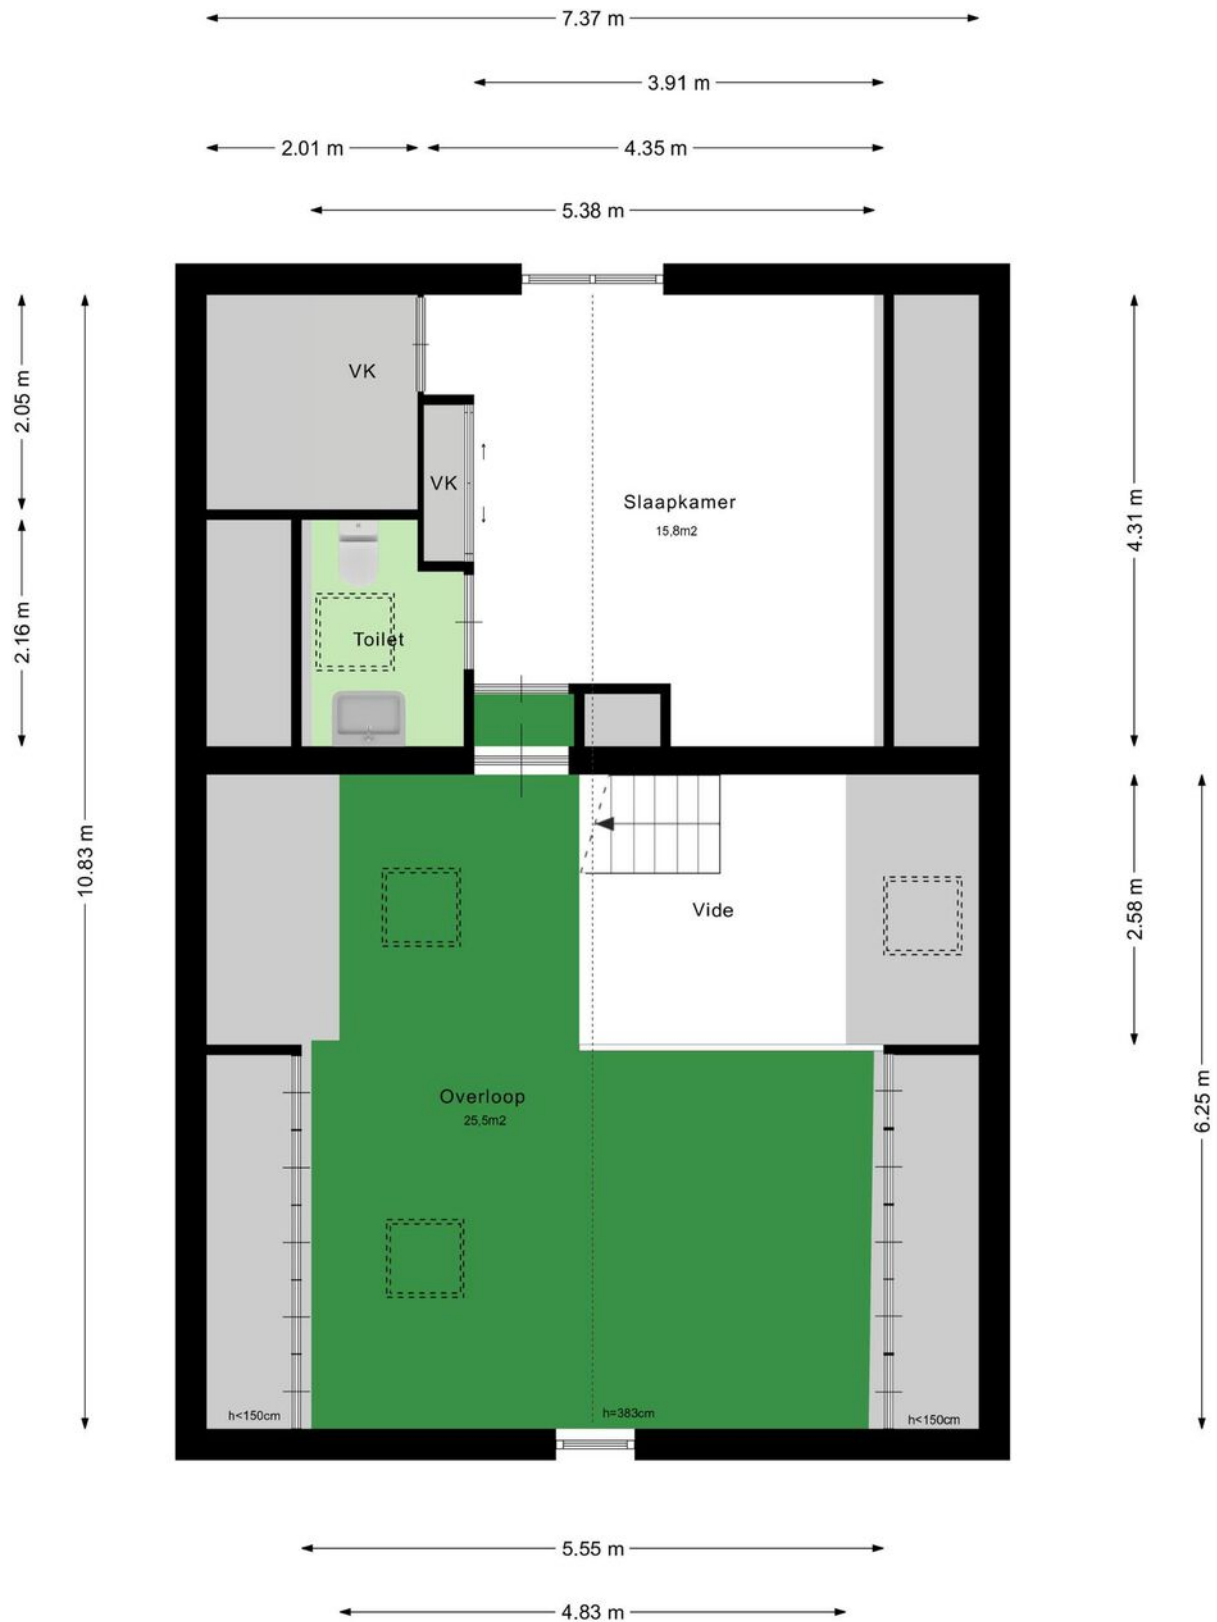 7.37 m
3.91 m
2.01 m
4.35 m
5.38 m
2.05 m
2.16 m
10.83 m
4.31 m
2.58 m
6.25 m
VK
VK
Slaapkamer
15,8m2
Toilet
Vide
Overloop
25,5m2
h<150cm
h=383cm
h<150cm
5.55 m
4.83 m